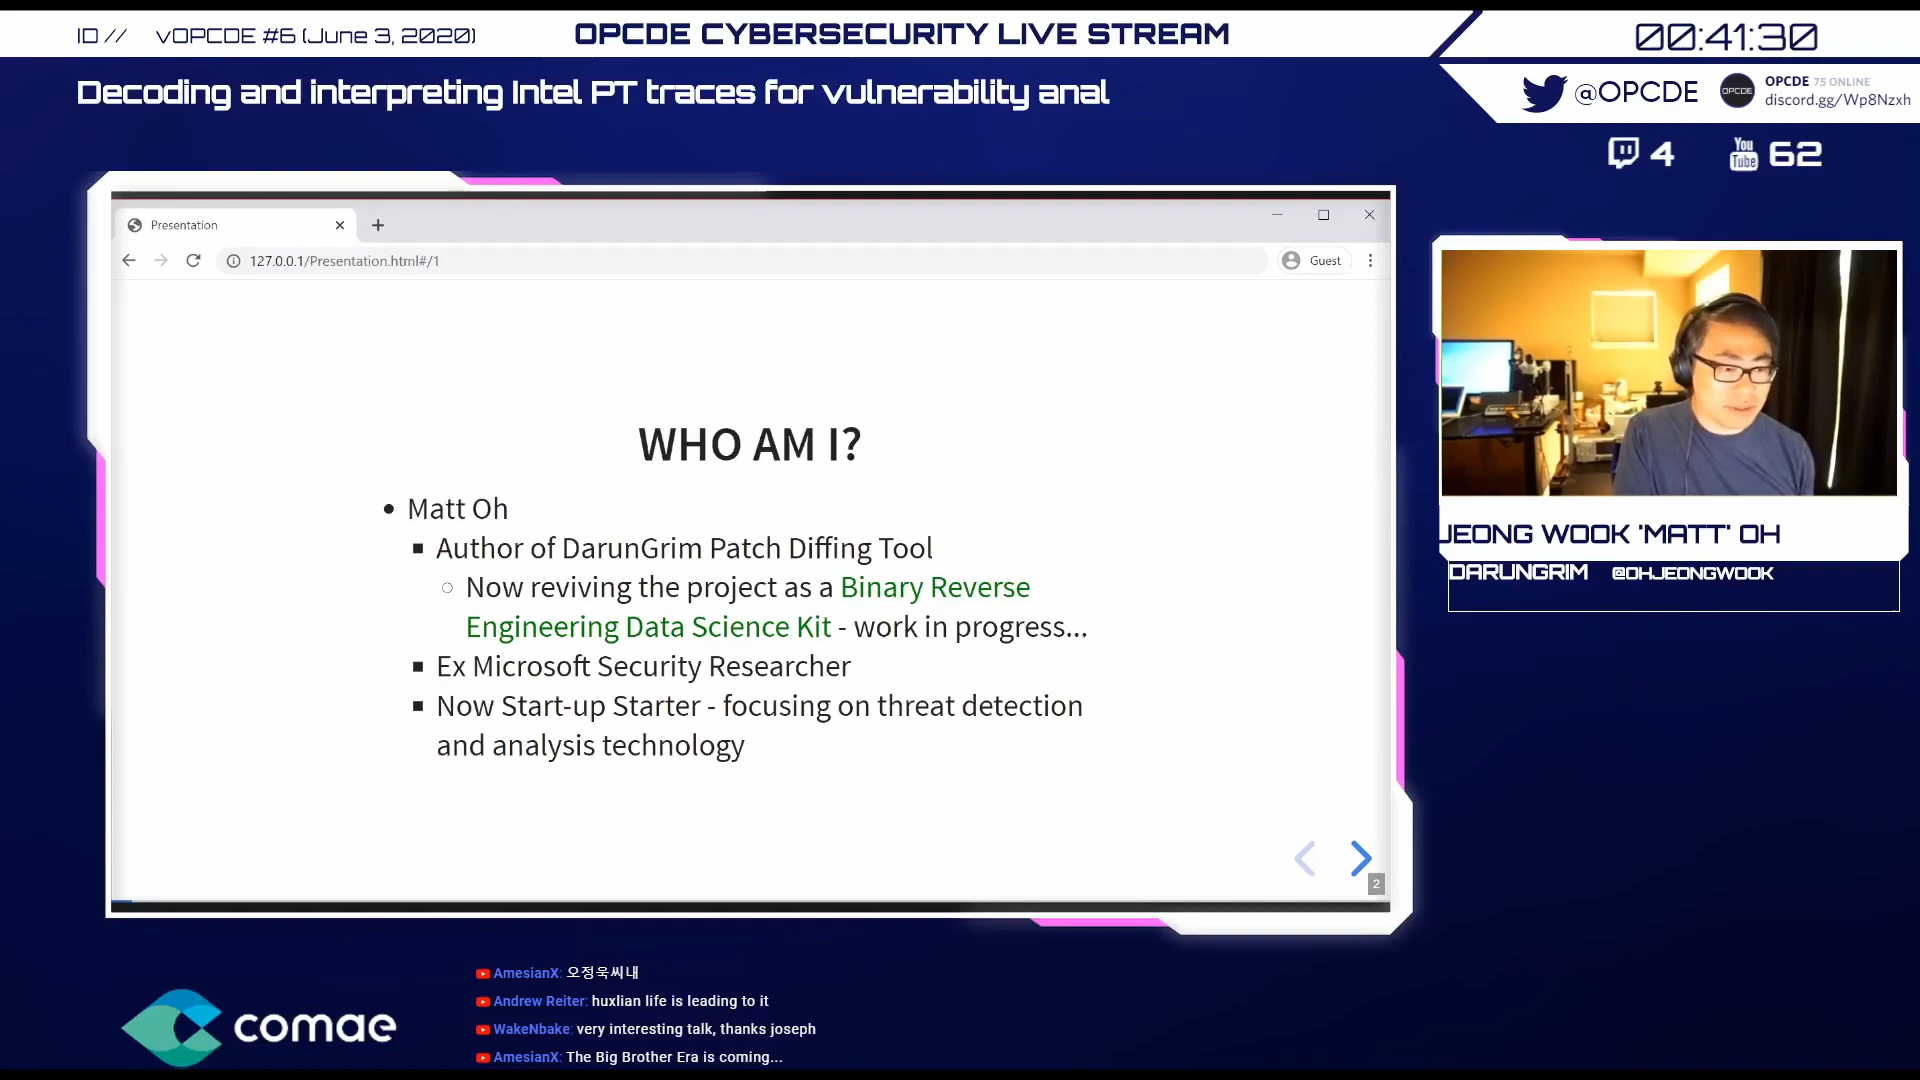 ID // vOPCDE #6 (June 3, 2020)
OPCDE CYBERSECURITY LIVE STREAM
00:41:30
Decoding and interpreting Intel PT traces for vulnerability anal
@OPCDE
OPCDE
OPCDE 75 ONLINE
discord.gg/Wp8Nzxh
4
You Tube 62
Presentation
127.0.0.1/Presentation.html#/1
Guest
WHO AM I?
• Matt Oh
▪ Author of DarunGrim Patch Diffing Tool
○ Now reviving the project as a Binary Reverse
Engineering Data Science Kit - work in progress...
▪ Ex Microsoft Security Researcher
▪ Now Start-up Starter - focusing on threat detection
and analysis technology
2
JEONG WOOK 'MATT' OH
DARUNGRIM @OHJEONGWOOK
comae
AmesianX: 오정욱씨내
Andrew Reiter: huxlian life is leading to it
WakeNbake: very interesting talk, thanks joseph
AmesianX: The Big Brother Era is coming...